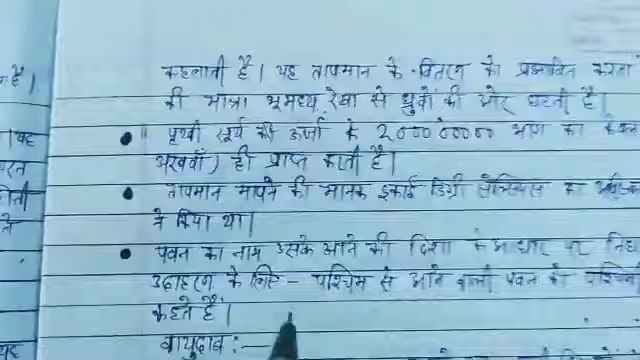 कहलाती है। यह तापमान के वितरण को प्रभावित करता
की मात्रा भूमध्य रेखा से ध्रुवों की ओर घटती है।
पृथ्वी सूर्य की ऊर्जा के 2000000000 भाग का केवल
अरबवाँ) ही प्राप्त करती है।
तापमान मापने की मानक इकाई डिग्री सेल्सियस का
ने किया था।
पवन का नाम उसके आने की दिशा के आधार पर
उदाहरण के लिए - पश्चिम से आने वाली पवन को
कहते हैं।
वायुदाब :-